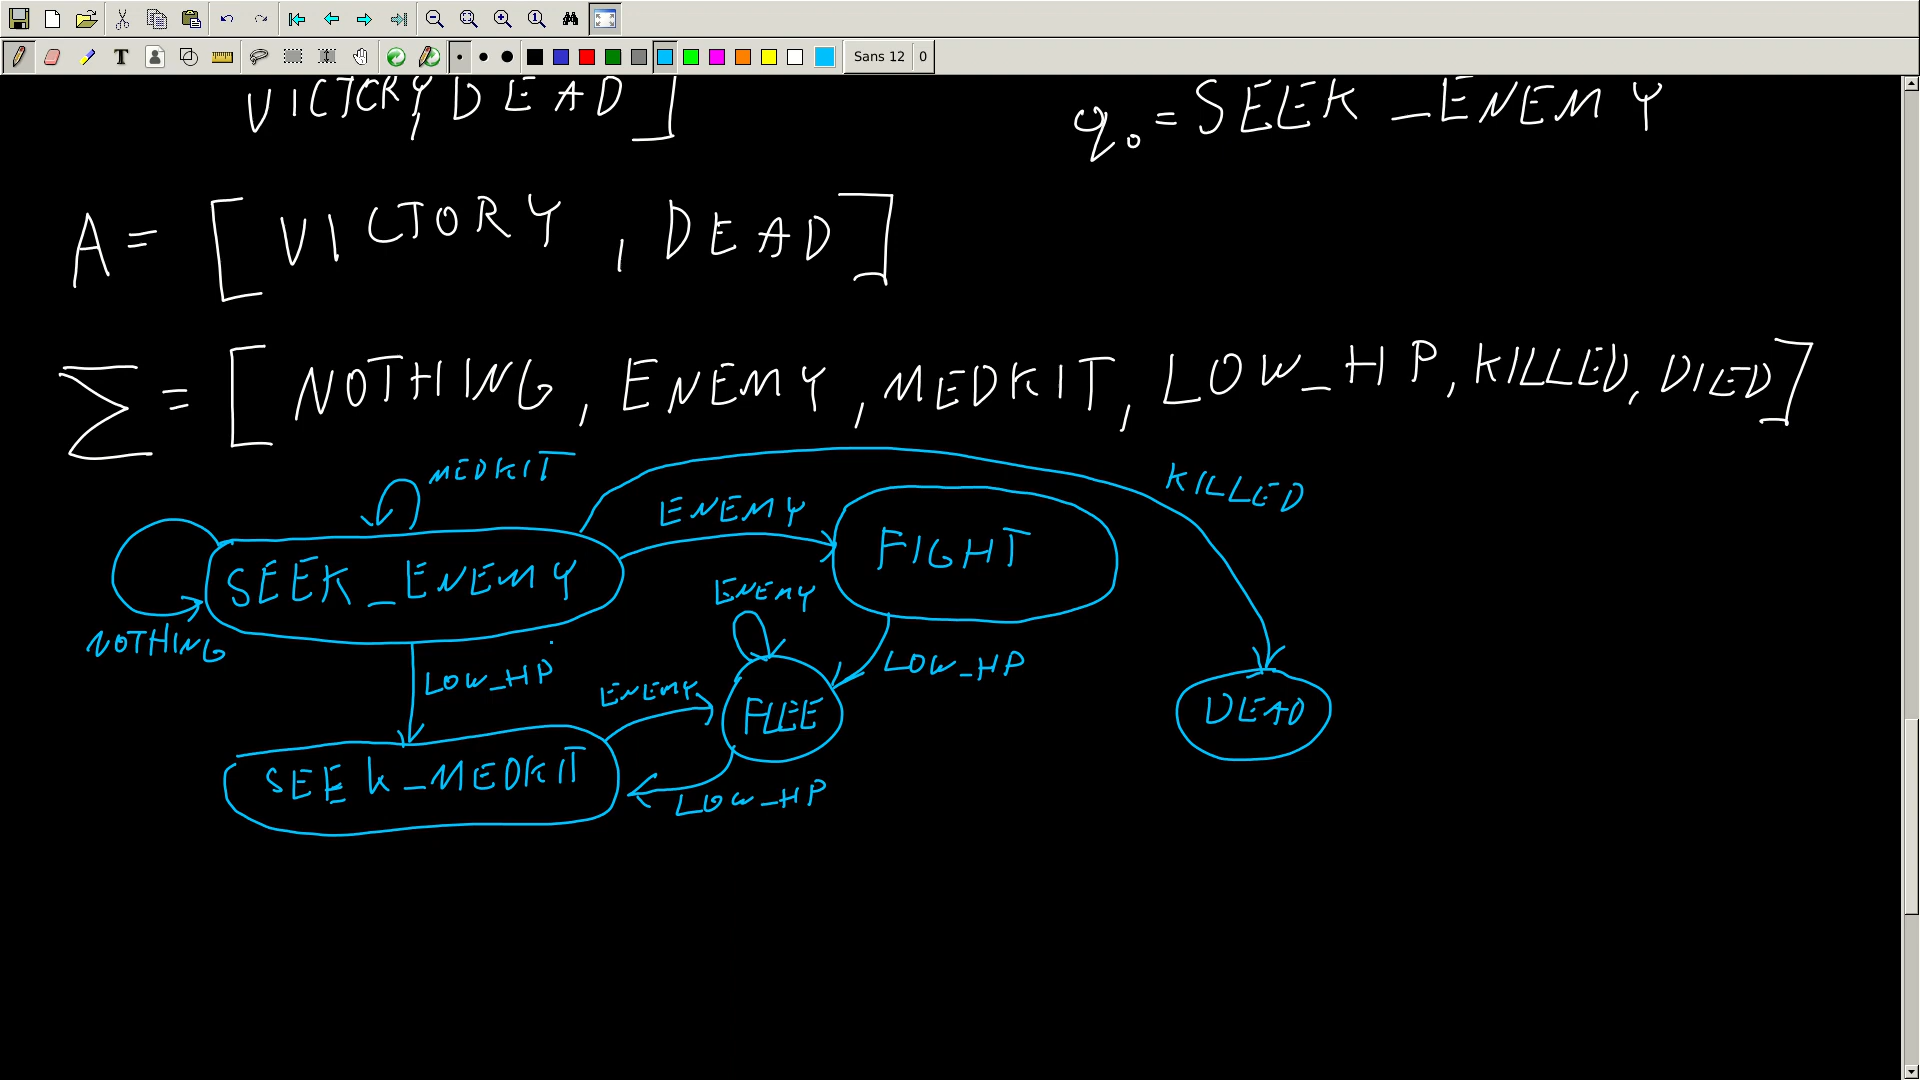 Sans 12 0
VICTORY, DEAD]
q₀ = SEEK_ENEMY
A = [VICTORY, DEAD]
Σ = [NOTHING, ENEMY, MEDKIT, LOW_HP, KILLED, DIED]
MEDKIT
KILLED
ENEMY
FIGHT
SEEK_ENEMY
ENEMY
NOTHING
LOW_HP
LOW_HP
ENEMY
FLEE
DEAD
SEEK_MEDKIT
LOW_HP